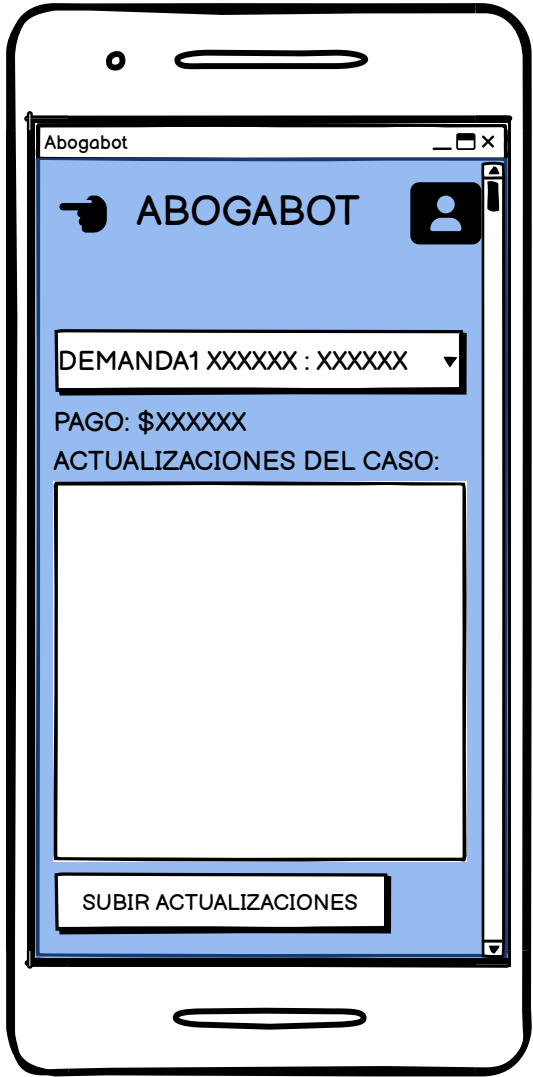 Abogabot
ABOGABOT
DEMANDA1 XXXXXX : XXXXXX
PAGO: $XXXXXX
ACTUALIZACIONES DEL CASO:
SUBIR ACTUALIZACIONES